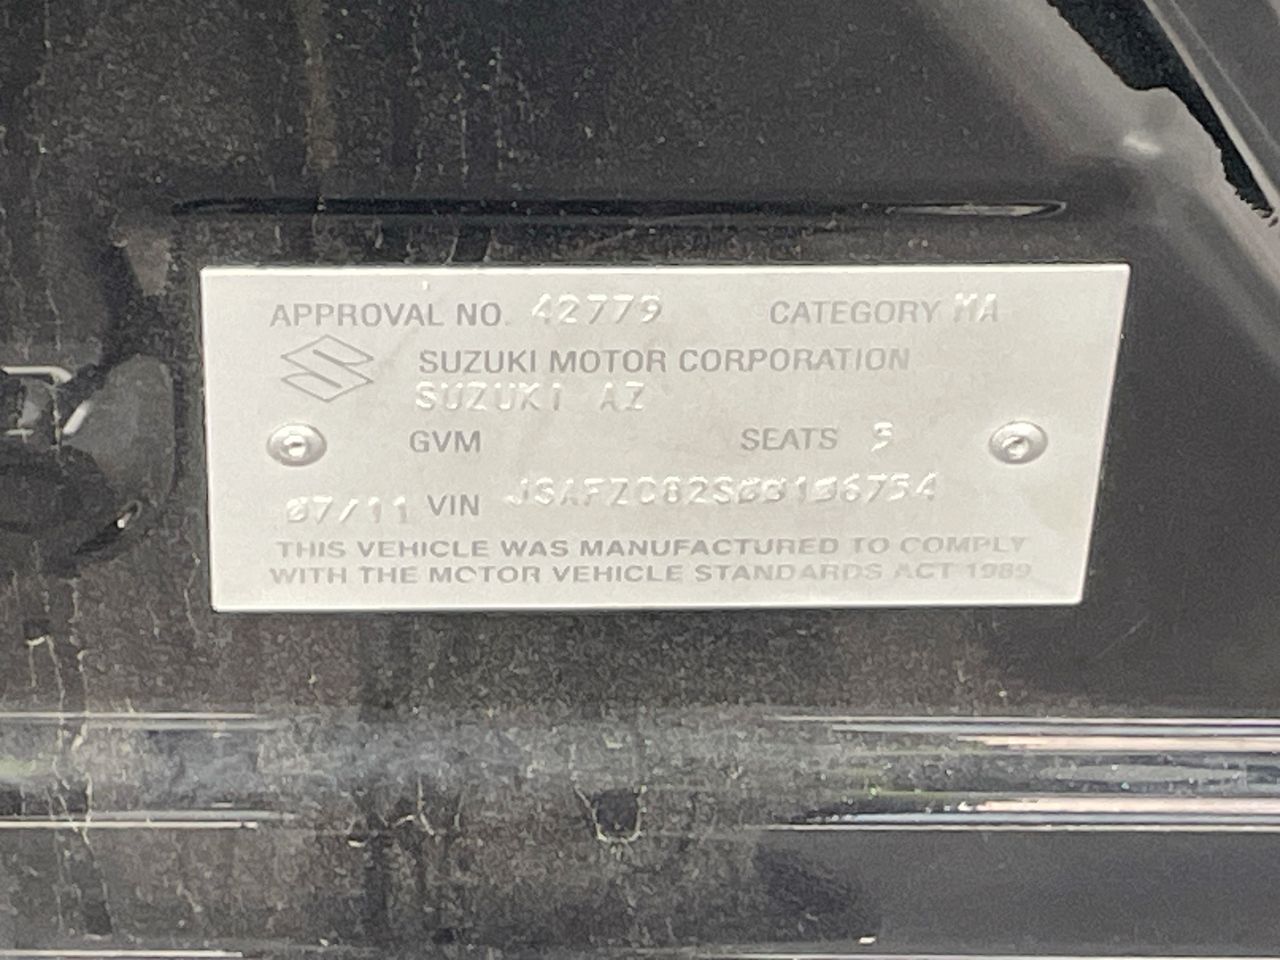 APPROVAL NO. 42779 CATEGORY MA
SUZUKI MOTOR CORPORATION
SUZUKI AZ
GVM SEATS 5
07/11 VIN JSAFZC82S00106754
THIS VEHICLE WAS MANUFACTURED TO COMPLY
WITH THE MOTOR VEHICLE STANDARDS ACT 1989